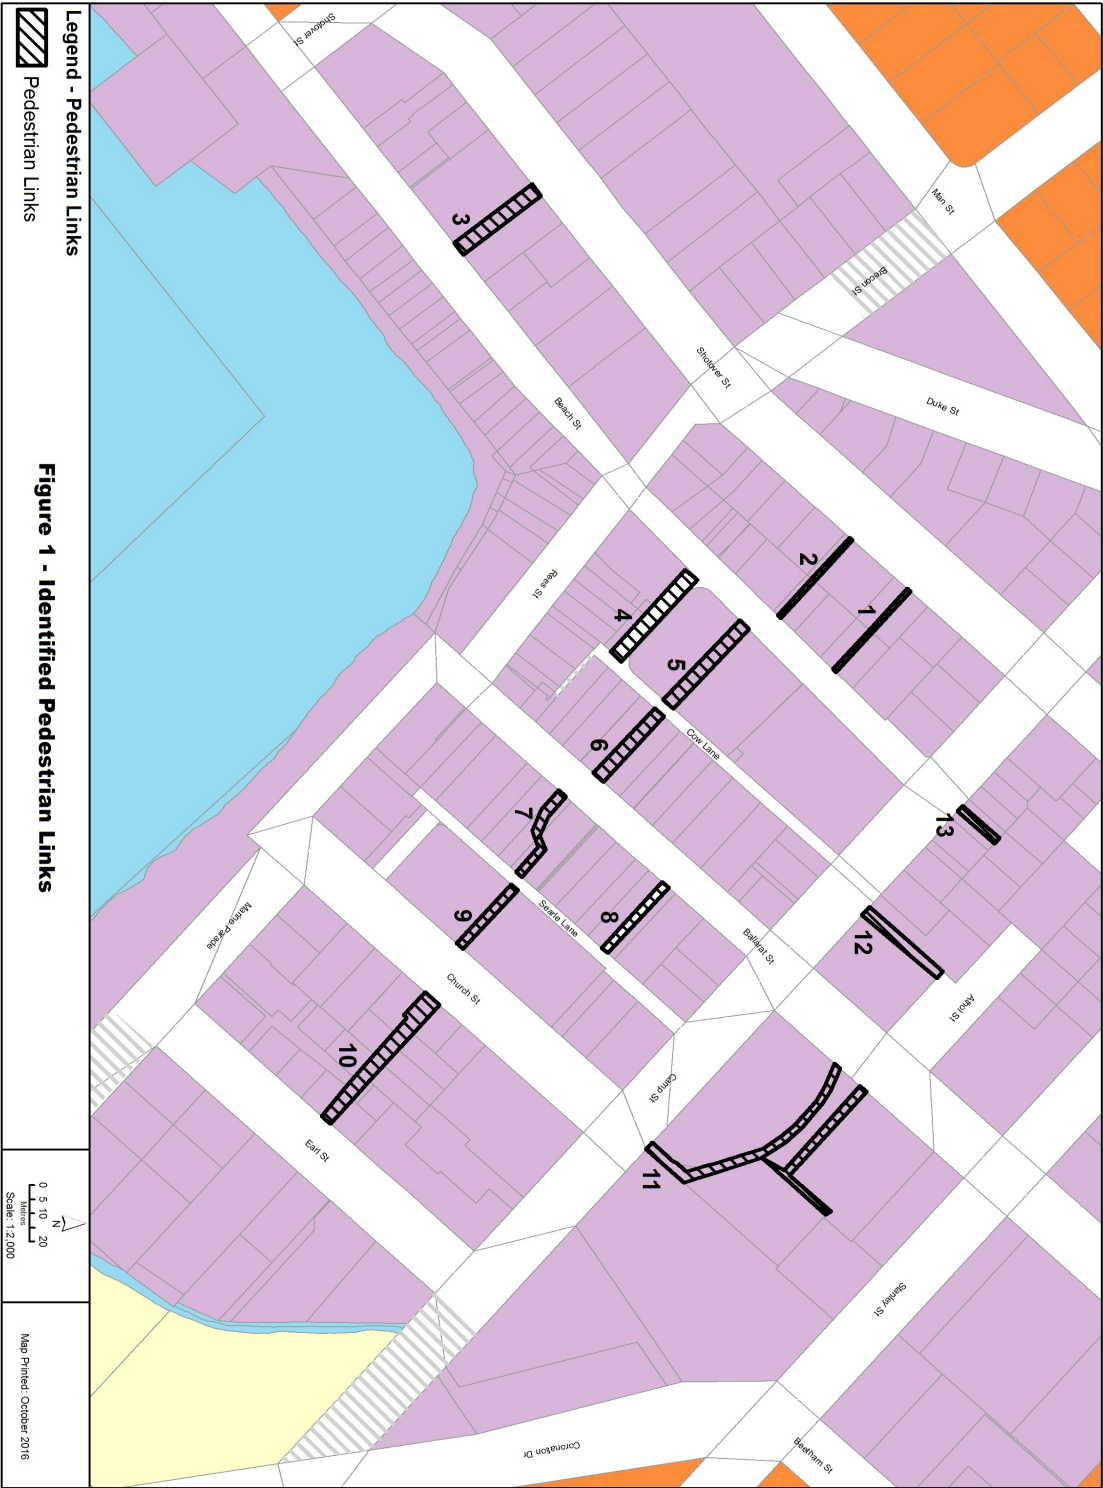 Shotover St
Man St
Brecon St
Duke St
Shotover St
Beach St
Rees St
Cow Lane
Searle Lane
Ballarat St
Athol St
Marine Parade
Church St
Camp St
Earl St
Stanley St
Beetham St
Coronation Dr
1
2
3
4
5
6
7
8
9
10
11
12
13
Legend - Pedestrian Links
Pedestrian Links
Figure 1 - Identified Pedestrian Links
N
0 5 10 20
Metres
Scale: 1:2,000
Map Printed: October 2016